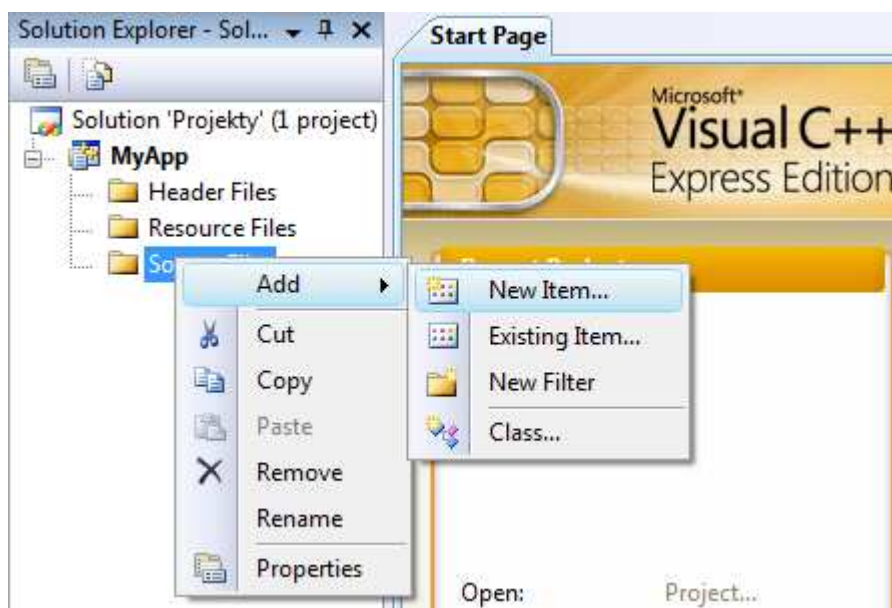 Solution Explorer - Sol...
Solution 'Projekty' (1 project)
MyApp
Header Files
Resource Files
Add
Cut
Copy
Paste
Remove
Rename
Properties
New Item...
Existing Item...
New Filter
Class...
Start Page
Microsoft®
Visual C++
Express Edition
Open:
Project...